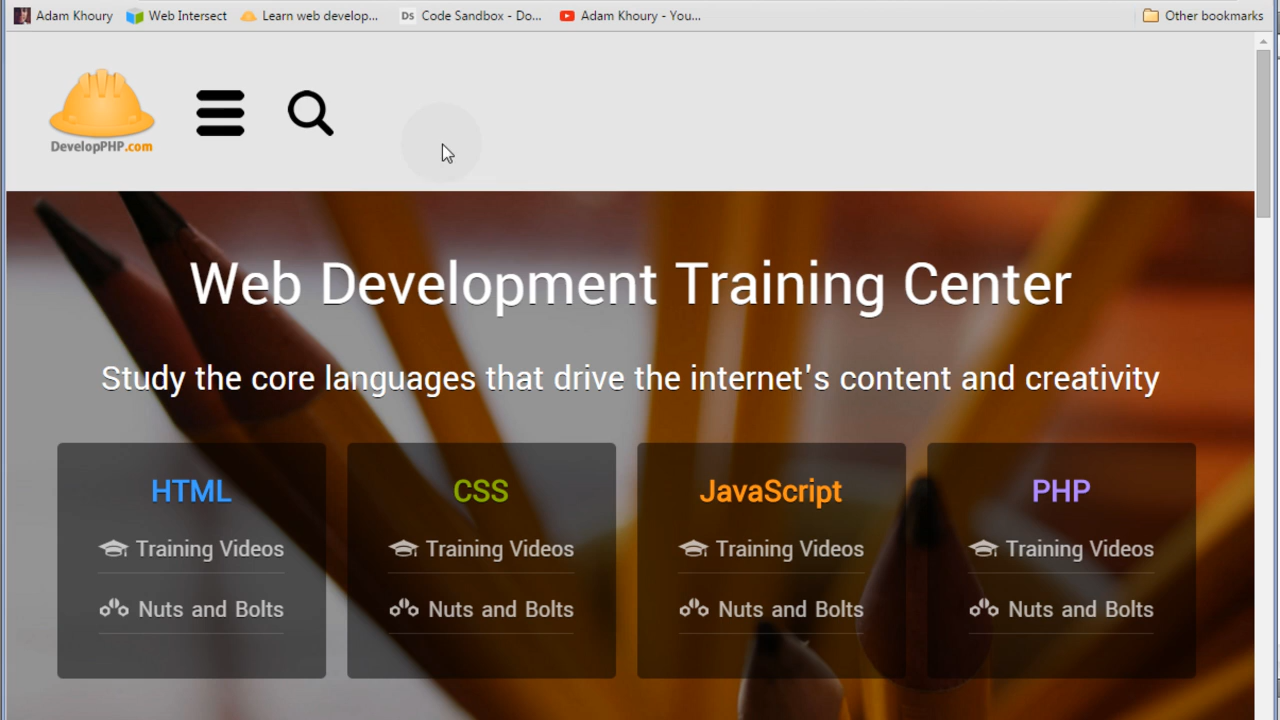 Adam Khoury
Web Intersect
Learn web develop...
DS Code Sandbox - Do...
Adam Khoury - You...
Other bookmarks
DevelopPHP.com
Web Development Training Center
Study the core languages that drive the internet's content and creativity
HTML
Training Videos
Nuts and Bolts
CSS
Training Videos
Nuts and Bolts
JavaScript
Training Videos
Nuts and Bolts
PHP
Training Videos
Nuts and Bolts